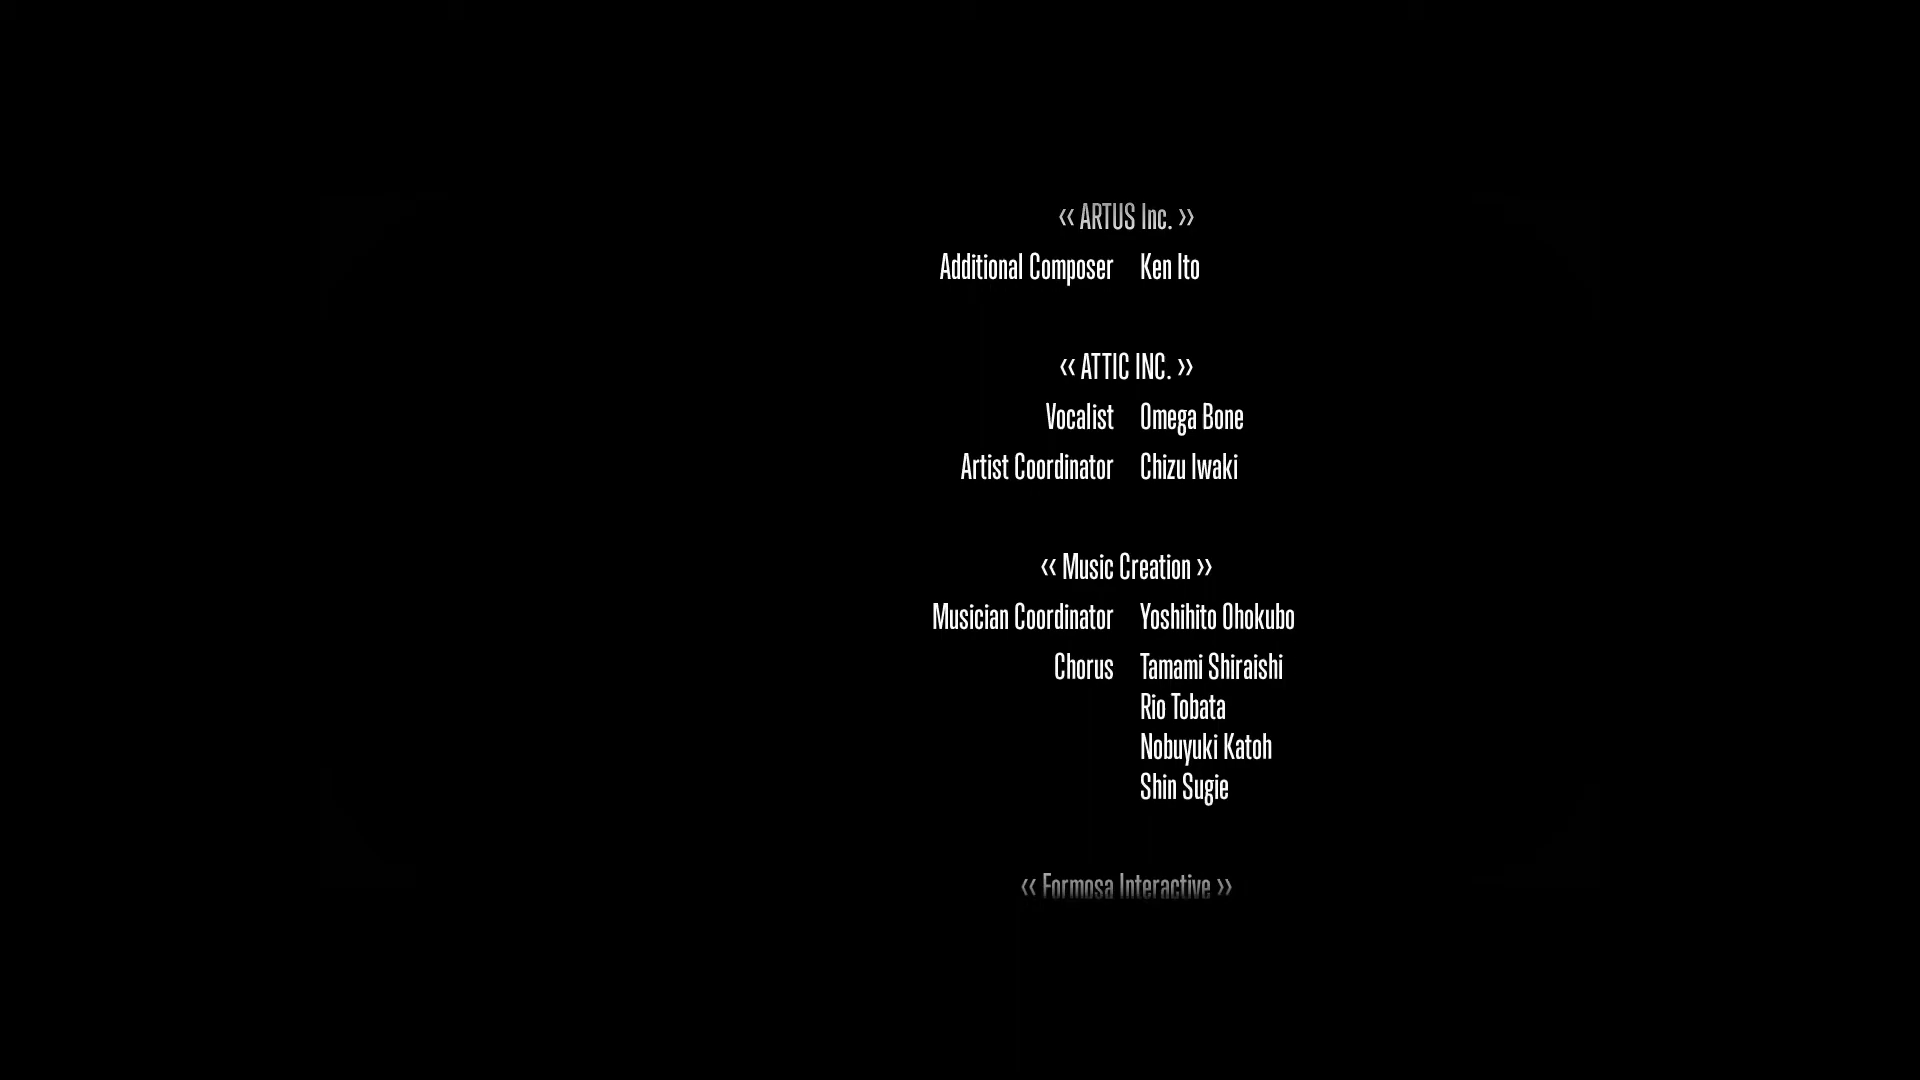 ‹‹ ARTUS Inc. ››
Additional Composer Ken Ito
‹‹ ATTIC INC. ››
Vocalist Omega Bone
Artist Coordinator Chizu Iwaki
‹‹ Music Creation ››
Musician Coordinator Yoshihito Ohokubo
Chorus Tamami Shiraishi
Rio Tobata
Nobuyuki Katoh
Shin Sugie
‹‹ Formosa Interactive ››